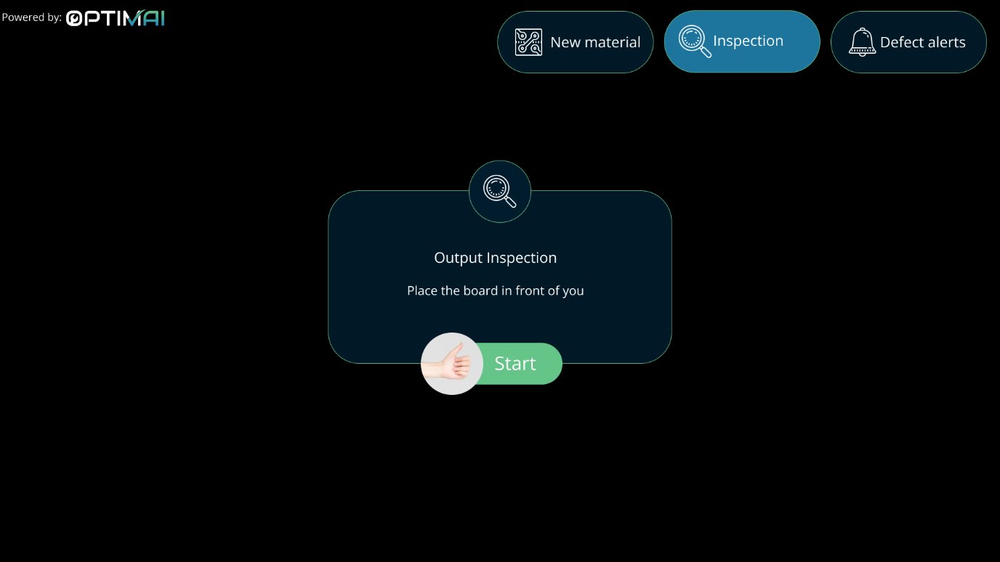 Powered by: OPTIMAI
New material
Inspection
Defect alerts
Output Inspection
Place the board in front of you
Start